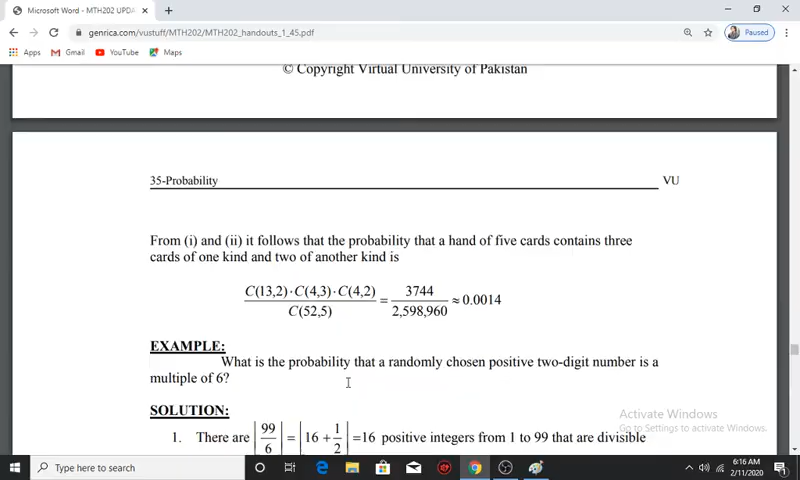 Microsoft Word - MTH202 UPDA
genrica.com/vustuff/MTH202/MTH202_handouts_1_45.pdf
Paused
Apps
Gmail
YouTube
Maps
© Copyright Virtual University of Pakistan
35-Probability VU
From (i) and (ii) it follows that the probability that a hand of five cards contains three
cards of one kind and two of another kind is
C(13,2)·C(4,3)·C(4,2) / C(52,5) = 3744 / 2,598,960 ≈ 0.0014
EXAMPLE:
What is the probability that a randomly chosen positive two-digit number is a
multiple of 6?
SOLUTION:
1. There are ⌊99/6⌋ = ⌊16 + 1/2⌋ = 16 positive integers from 1 to 99 that are divisible
Activate Windows
Go to Settings to activate Windows.
Type here to search
6:16 AM
2/11/2020